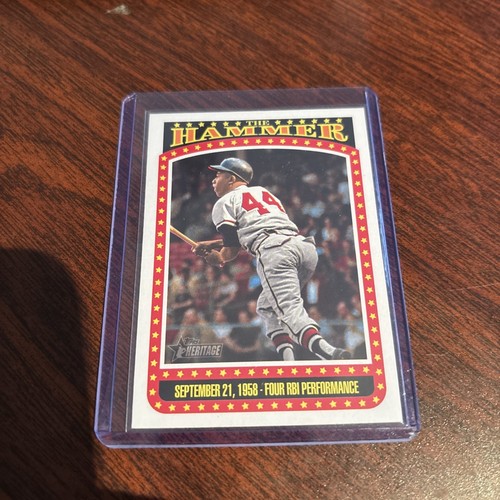 THE
HAMMER
44
Topps
HERITAGE
SEPTEMBER 21, 1958 - FOUR RBI PERFORMANCE